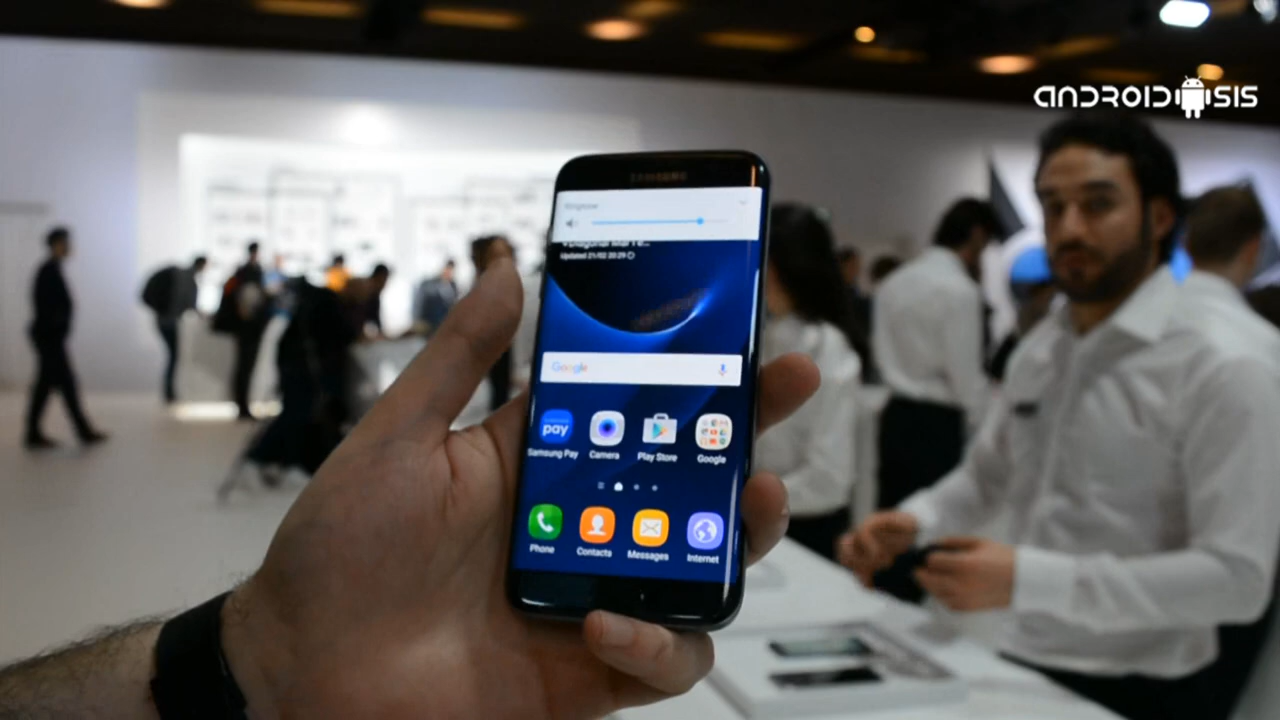 ANDROIDSIS
SAMSUNG
Ringtone
Updated 21/02 20:29
Google
pay
Samsung Pay
Camera
Play Store
Google
Phone
Contacts
Messages
Internet